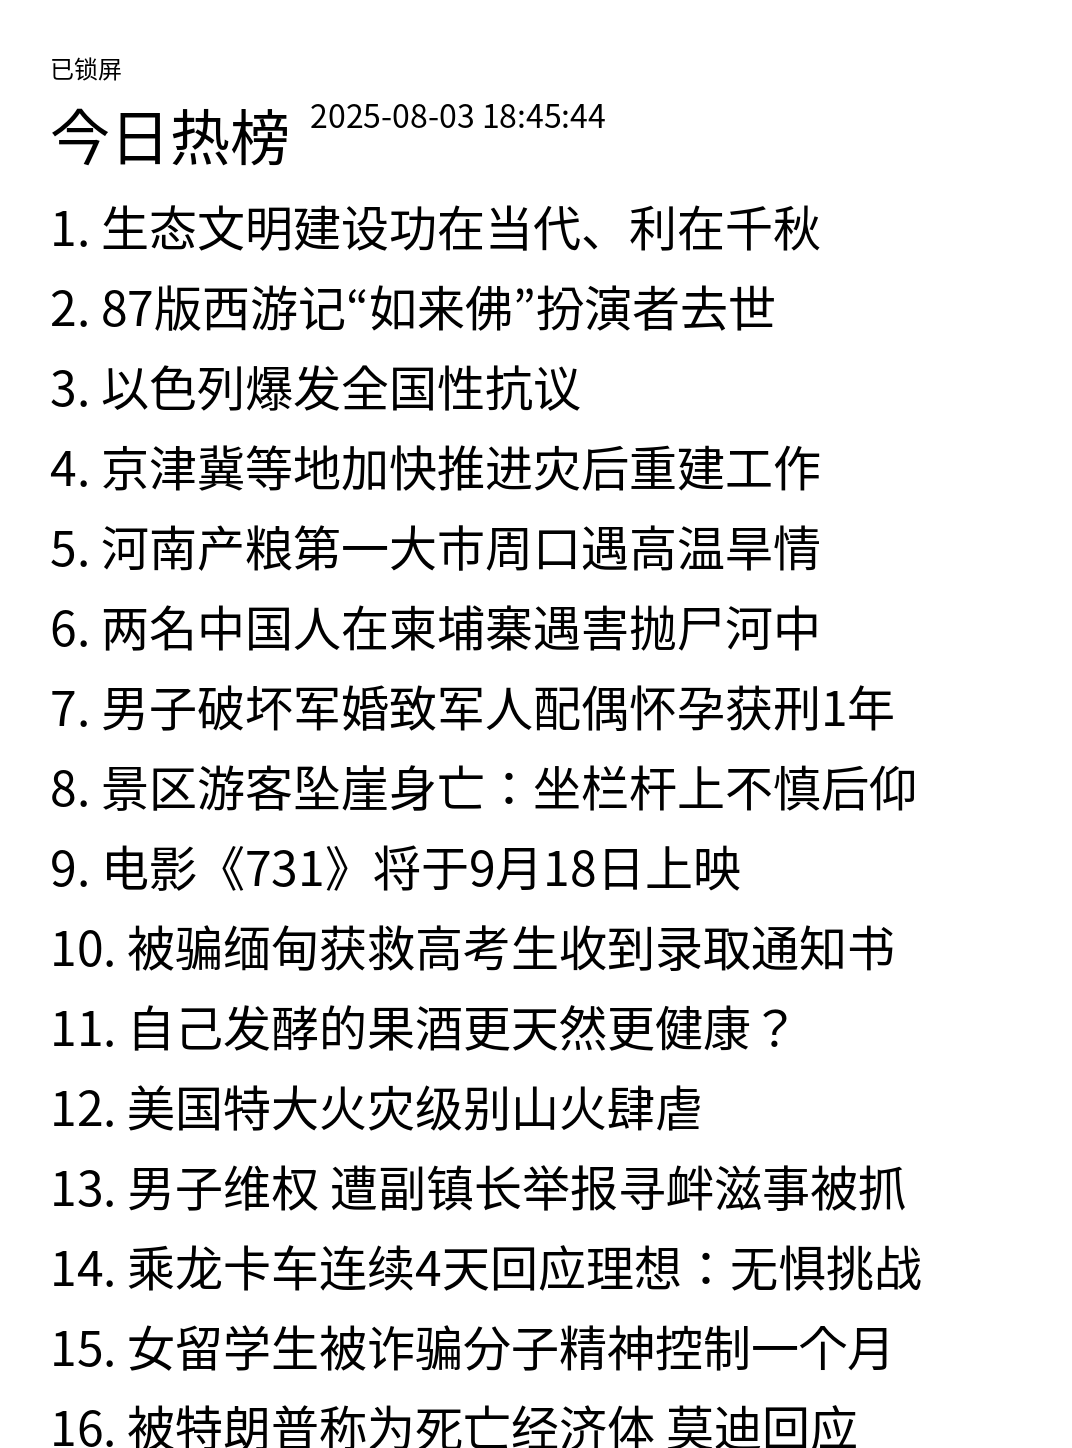 已锁屏
今日热榜 2025-08-03 18:45:44
1. 生态文明建设功在当代、利在千秋
2. 87版西游记“如来佛”扮演者去世
3. 以色列爆发全国性抗议
4. 京津冀等地加快推进灾后重建工作
5. 河南产粮第一大市周口遇高温旱情
6. 两名中国人在柬埔寨遇害抛尸河中
7. 男子破坏军婚致军人配偶怀孕获刑1年
8. 景区游客坠崖身亡：坐栏杆上不慎后仰
9. 电影《731》将于9月18日上映
10. 被骗缅甸获救高考生收到录取通知书
11. 自己发酵的果酒更天然更健康？
12. 美国特大火灾级别山火肆虐
13. 男子维权 遭副镇长举报寻衅滋事被抓
14. 乘龙卡车连续4天回应理想：无惧挑战
15. 女留学生被诈骗分子精神控制一个月
16. 被特朗普称为死亡经济体 莫迪回应